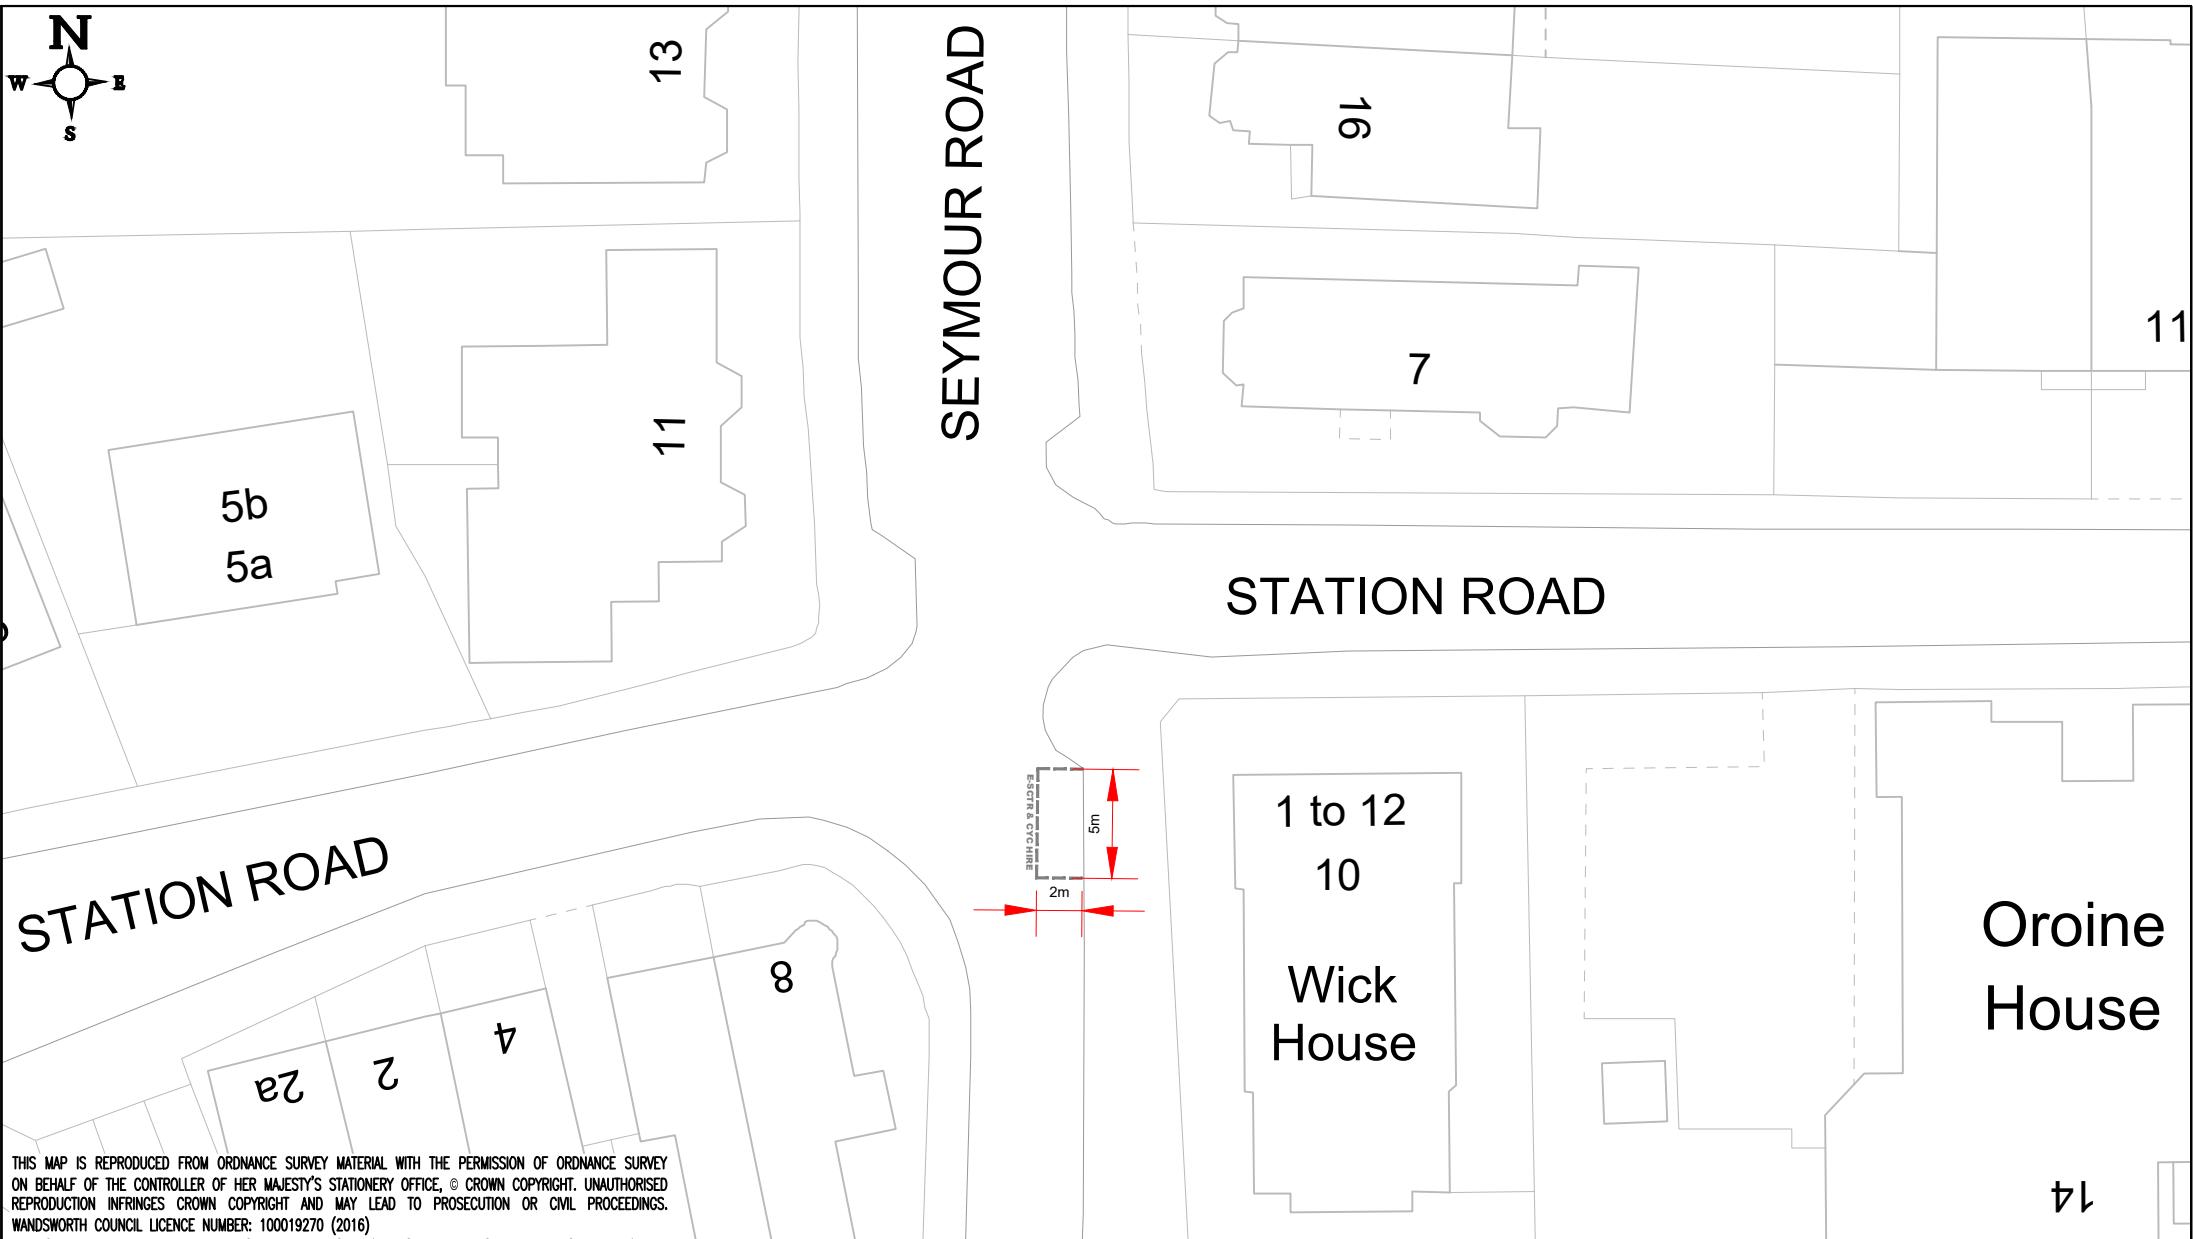 N
W E
S
13
SEYMOUR ROAD
16
11
7
11
5b
5a
STATION ROAD
E-SCTR & CYC HIRE
5m
2m
1 to 12
10
Wick
House
Oroine
House
STATION ROAD
8
4
2
2a
14
THIS MAP IS REPRODUCED FROM ORDNANCE SURVEY MATERIAL WITH THE PERMISSION OF ORDNANCE SURVEY
ON BEHALF OF THE CONTROLLER OF HER MAJESTY'S STATIONERY OFFICE, © CROWN COPYRIGHT. UNAUTHORISED
REPRODUCTION INFRINGES CROWN COPYRIGHT AND MAY LEAD TO PROSECUTION OR CIVIL PROCEEDINGS.
WANDSWORTH COUNCIL LICENCE NUMBER: 100019270 (2016)